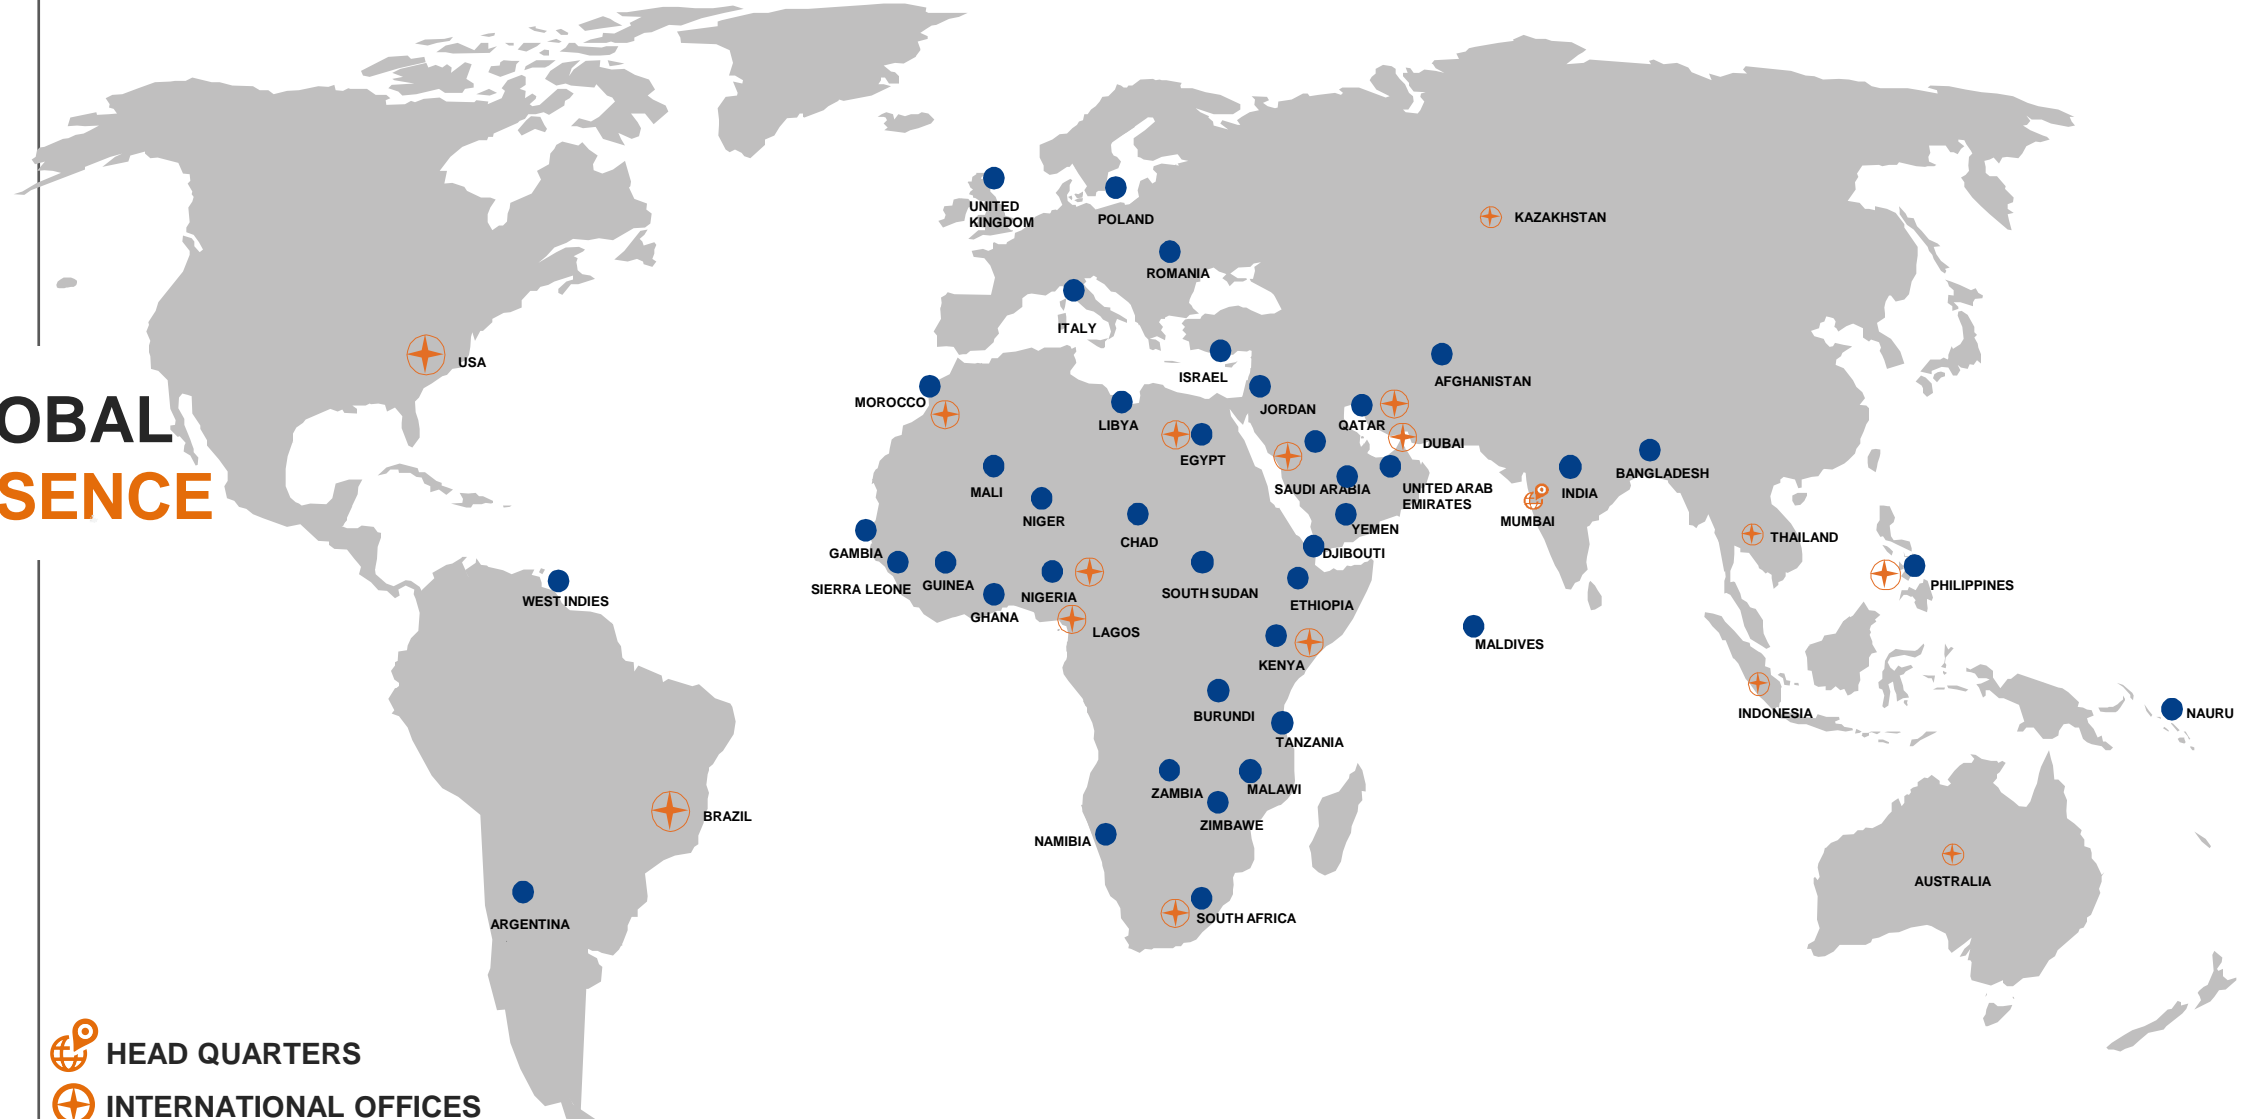 UNITED
KINGDOM
POLAND
KAZAKHSTAN
ROMANIA
ITALY
USA
ISRAEL
AFGHANISTAN
MOROCCO
JORDAN
LIBYA
QATAR
OBAL
SENCE
DUBAI
EGYPT
BANGLADESH
MALI
SAUDI ARABIA
UNITED ARAB
EMIRATES
INDIA
NIGER
MUMBAI
YEMEN
CHAD
THAILAND
GAMBIA
DJIBOUTI
SIERRA LEONE
GUINEA
NIGERIA
SOUTH SUDAN
PHILIPPINES
WEST INDIES
ETHIOPIA
GHANA
LAGOS
MALDIVES
KENYA
BURUNDI
INDONESIA
NAURU
TANZANIA
ZAMBIA
MALAWI
BRAZIL
ZIMBAWE
NAMIBIA
AUSTRALIA
ARGENTINA
SOUTH AFRICA
HEAD QUARTERS
INTERNATIONAL OFFICES